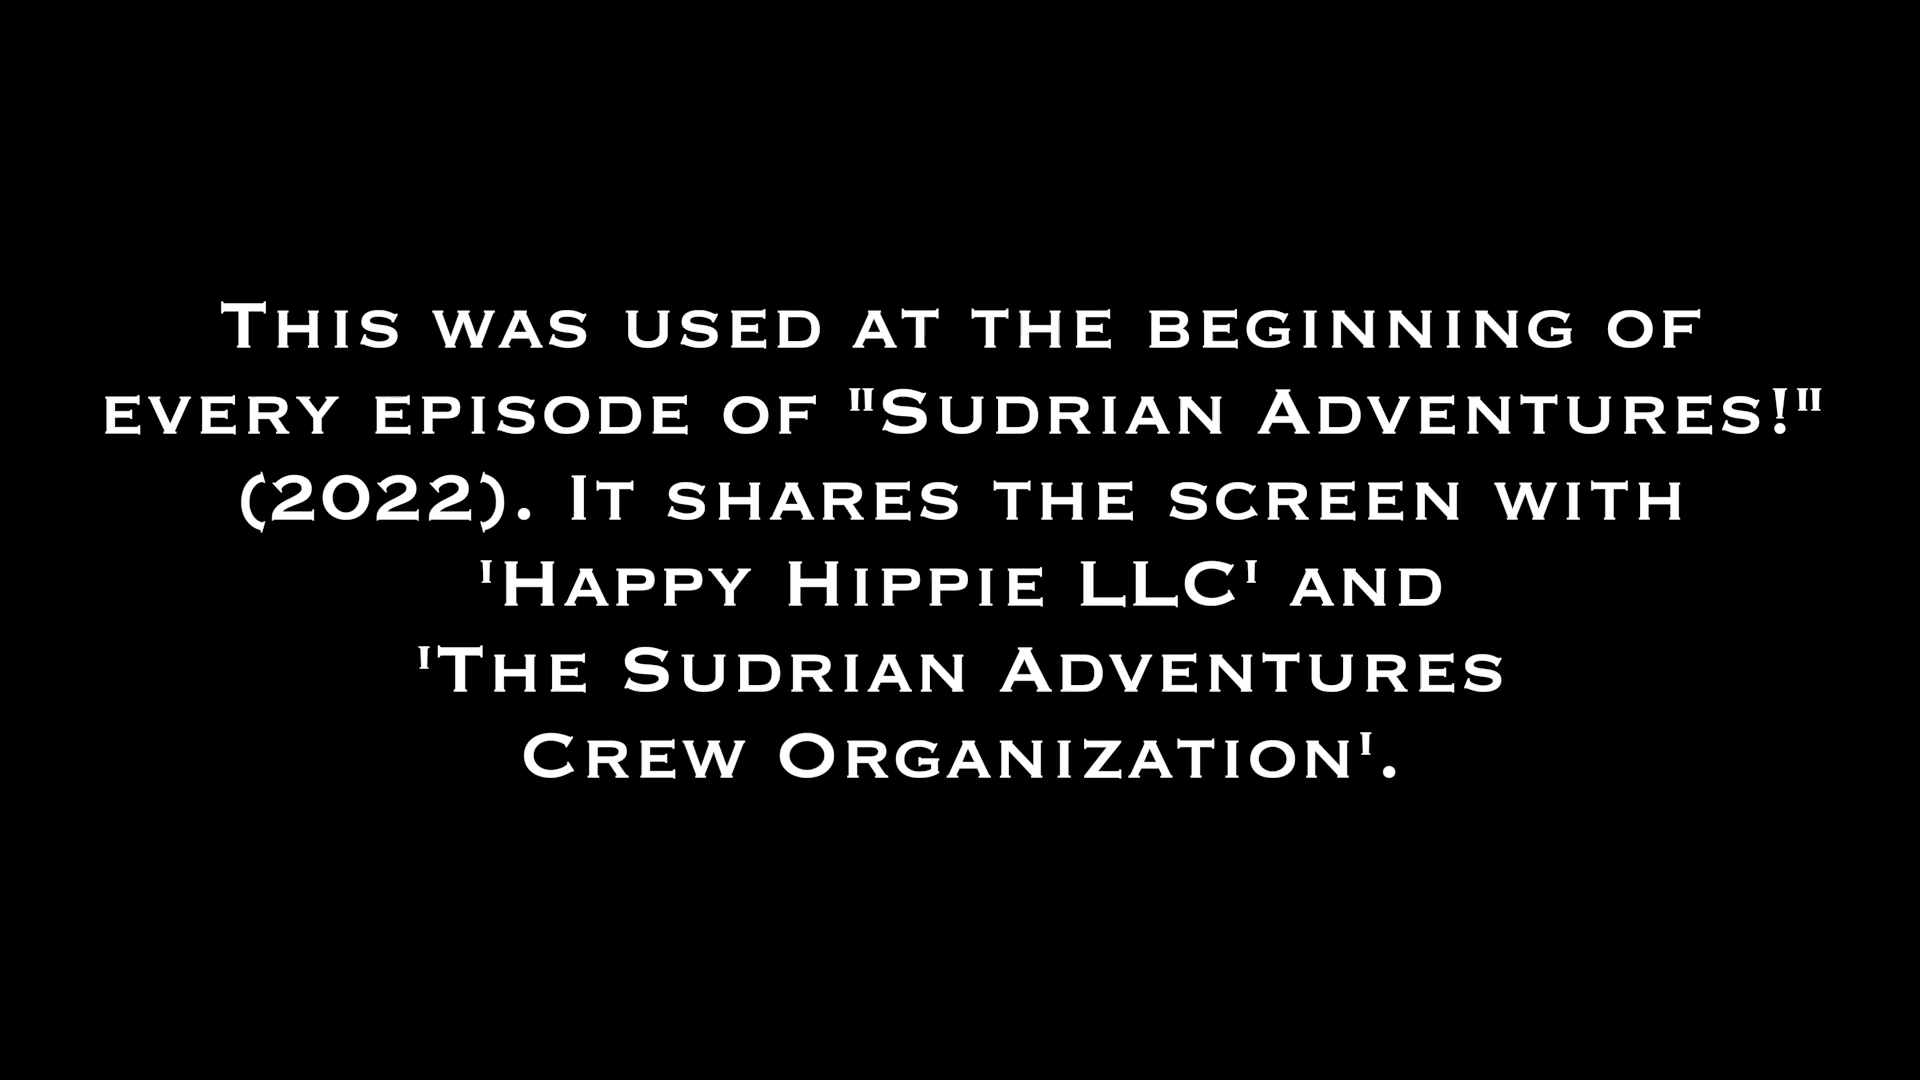 This was used at the beginning of
every episode of "Sudrian Adventures!"
(2022). It shares the screen with
'Happy Hippie LLC' and
'The Sudrian Adventures
Crew Organization'.